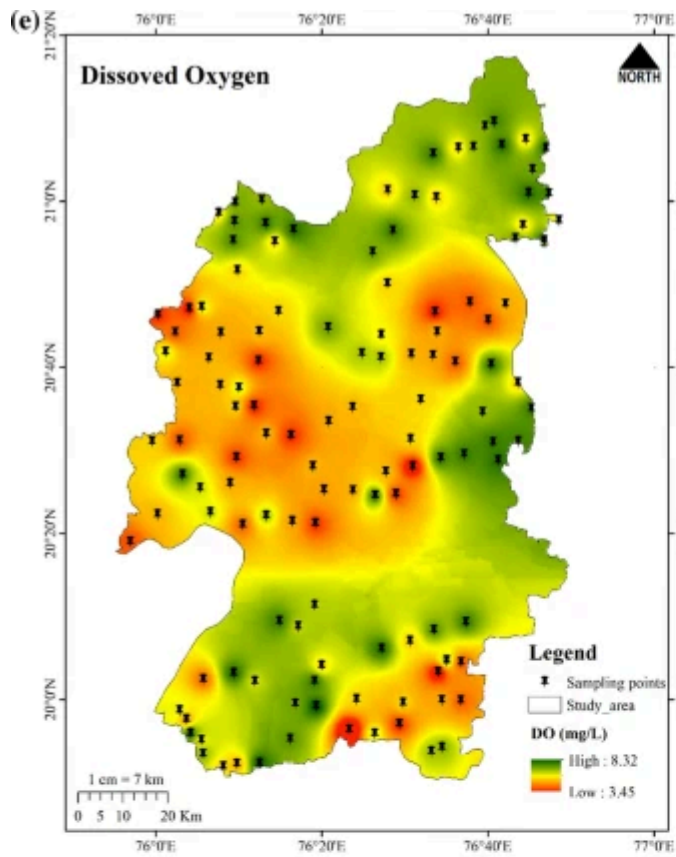 (e)
76°0'E 76°20'E 76°40'E 77°0'E
21°20'N
Dissoved Oxygen
NORTH
21°0'N
20°40'N
20°20'N
20°0'N
Legend
Sampling points
Study_area
DO (mg/L)
High : 8.32
Low : 3.45
1 cm = 7 km
0 5 10 20 Km
76°0'E 76°20'E 76°40'E 77°0'E